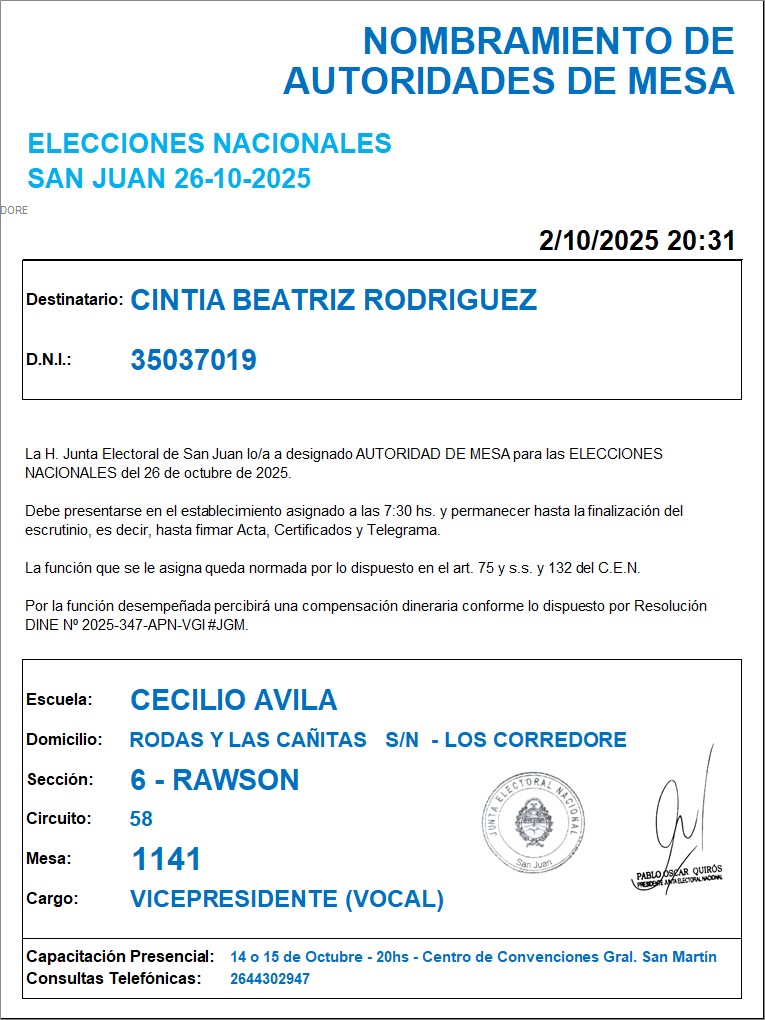 NOMBRAMIENTO DE
AUTORIDADES DE MESA
ELECCIONES NACIONALES
SAN JUAN 26-10-2025
DORE
2/10/2025 20:31
Destinatario: CINTIA BEATRIZ RODRIGUEZ
D.N.I.: 35037019
La H. Junta Electoral de San Juan lo/a a designado AUTORIDAD DE MESA para las ELECCIONES
NACIONALES del 26 de octubre de 2025.
Debe presentarse en el establecimiento asignado a las 7:30 hs. y permanecer hasta la finalización del
escrutinio, es decir, hasta firmar Acta, Certificados y Telegrama.
La función que se le asigna queda normada por lo dispuesto en el art. 75 y s.s. y 132 del C.E.N.
Por la función desempeñada percibirá una compensación dineraria conforme lo dispuesto por Resolución
DINE Nº 2025-347-APN-VGI#JGM.
Escuela: CECILIO AVILA
Domicilio: RODAS Y LAS CAÑITAS S/N - LOS CORREDORE
Sección: 6 - RAWSON
Circuito: 58
Mesa: 1141
Cargo: VICEPRESIDENTE (VOCAL)
JUNTA ELECTORAL NACIONAL
San Juan
PABLO OSCAR QUIRÓS
PRESIDENTE JUNTA ELECTORAL NACIONAL
Capacitación Presencial: 14 o 15 de Octubre - 20hs - Centro de Convenciones Gral. San Martín
Consultas Telefónicas: 2644302947